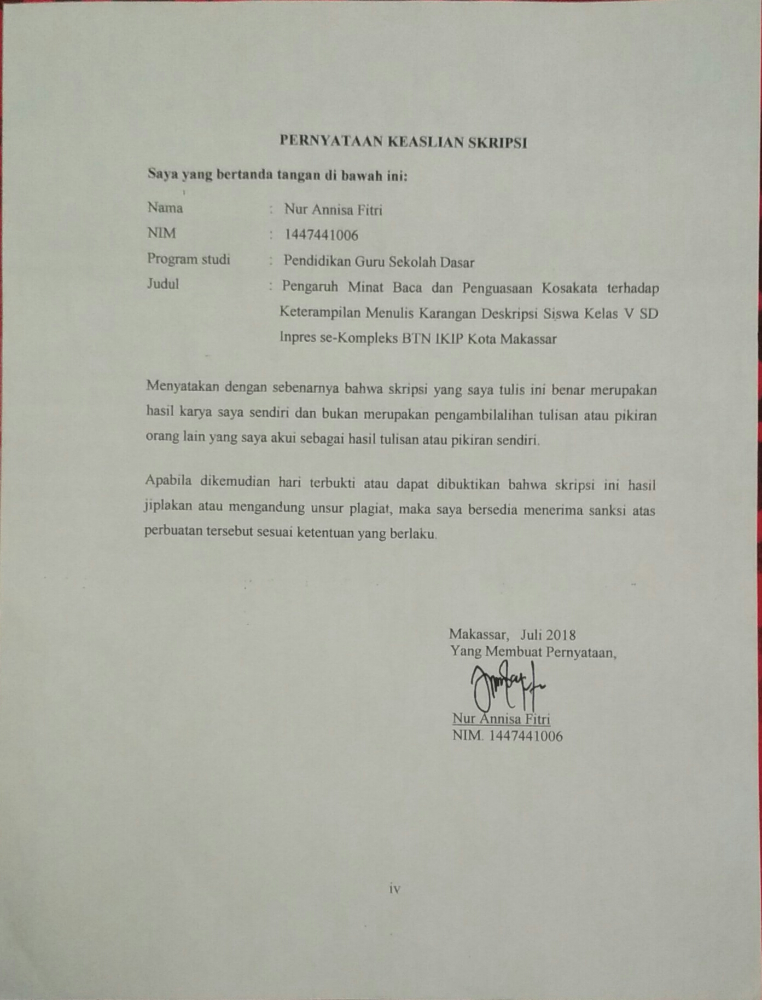 PERNYATAAN KEASLIAN SKRIPSI
Saya yang bertanda tangan di bawah ini:
Nama : Nur Annisa Fitri
NIM : 1447441006
Program studi : Pendidikan Guru Sekolah Dasar
Judul : Pengaruh Minat Baca dan Penguasaan Kosakata terhadap
Keterampilan Menulis Karangan Deskripsi Siswa Kelas V SD
Inpres se-Kompleks BTN IKIP Kota Makassar
Menyatakan dengan sebenarnya bahwa skripsi yang saya tulis ini benar merupakan
hasil karya saya sendiri dan bukan merupakan pengambilalihan tulisan atau pikiran
orang lain yang saya akui sebagai hasil tulisan atau pikiran sendiri.
Apabila dikemudian hari terbukti atau dapat dibuktikan bahwa skripsi ini hasil
jiplakan atau mengandung unsur plagiat, maka saya bersedia menerima sanksi atas
perbuatan tersebut sesuai ketentuan yang berlaku.
Makassar, Juli 2018
Yang Membuat Pernyataan,
Nur Annisa Fitri
NIM. 1447441006
iv